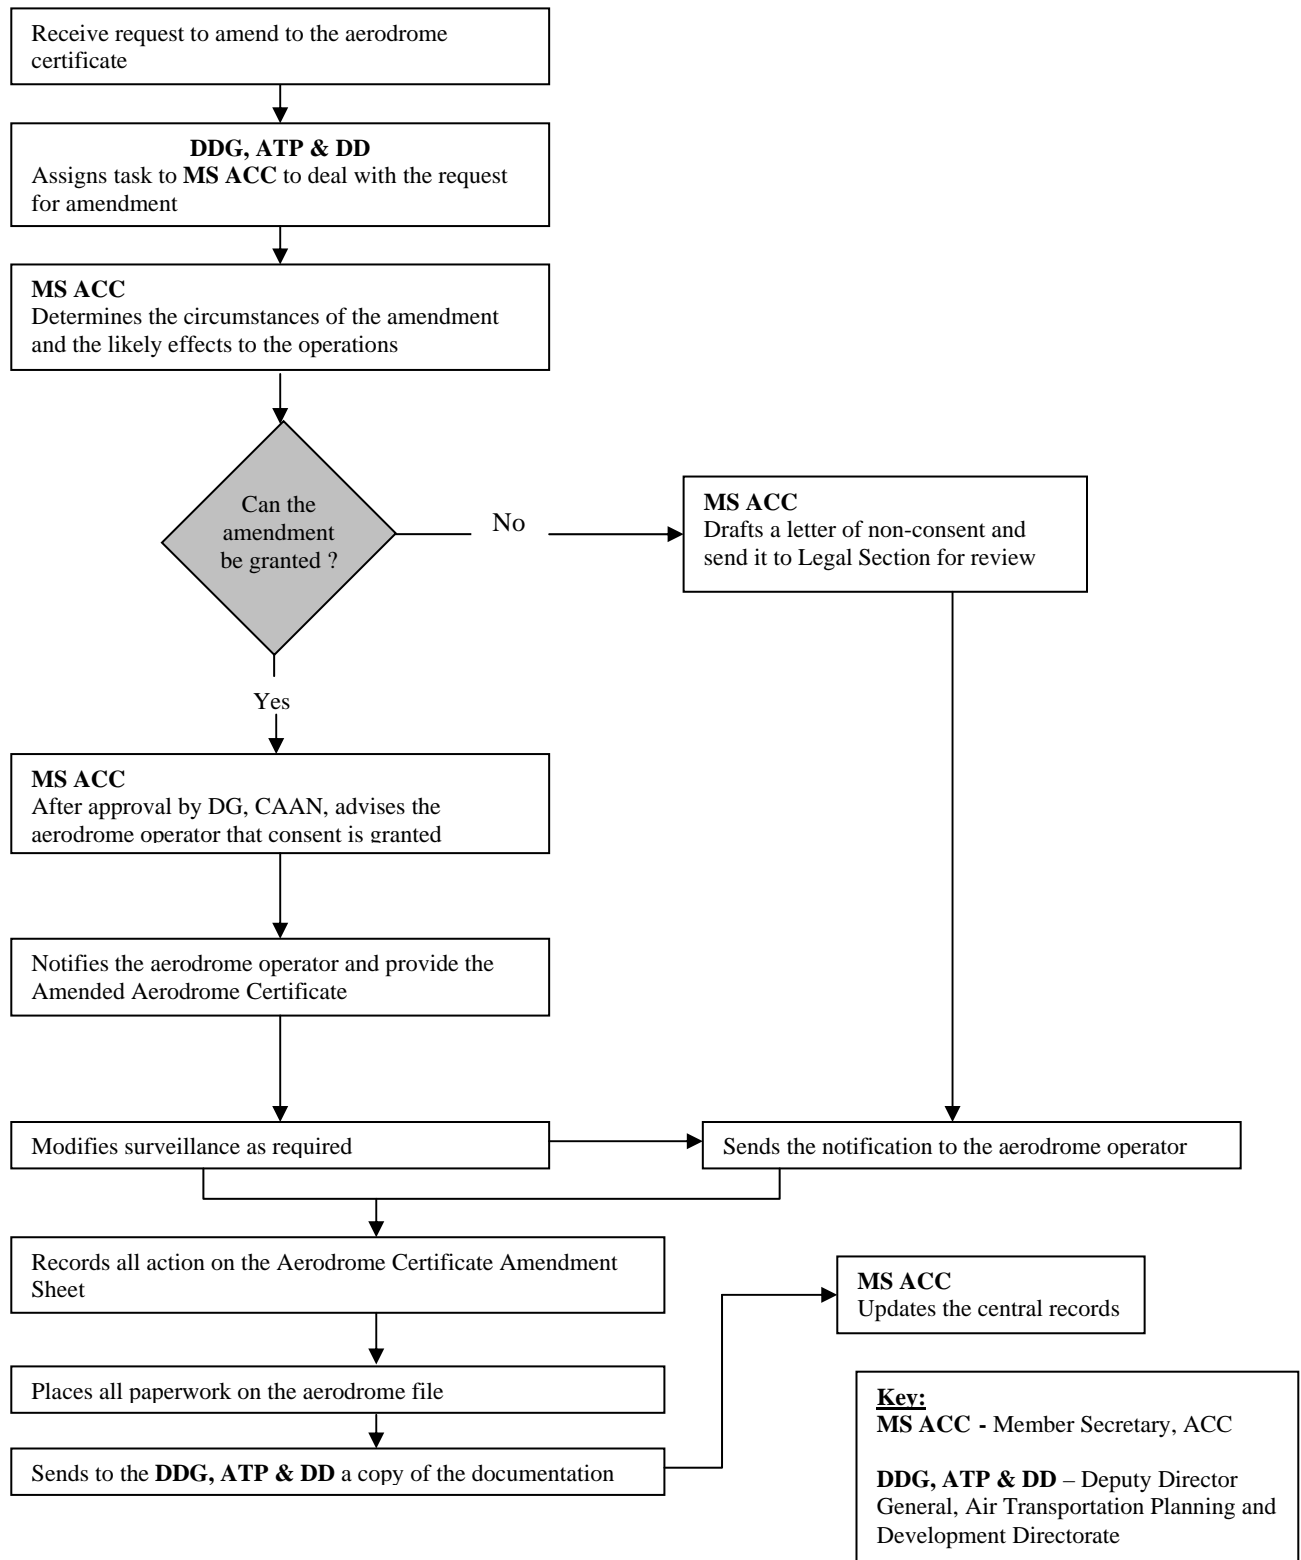 Receive request to amend to the aerodrome
certificate
DDG, ATP & DD
Assigns task to MS ACC to deal with the request
for amendment
MS ACC
Determines the circumstances of the amendment
and the likely effects to the operations
Can the
amendment
be granted ?
No
MS ACC
Drafts a letter of non-consent and
send it to Legal Section for review
Yes
MS ACC
After approval by DG, CAAN, advises the
aerodrome operator that consent is granted
Notifies the aerodrome operator and provide the
Amended Aerodrome Certificate
Modifies surveillance as required
Sends the notification to the aerodrome operator
Records all action on the Aerodrome Certificate Amendment
Sheet
MS ACC
Updates the central records
Places all paperwork on the aerodrome file
Sends to the DDG, ATP & DD a copy of the documentation
Key:
MS ACC - Member Secretary, ACC
DDG, ATP & DD – Deputy Director
General, Air Transportation Planning and
Development Directorate